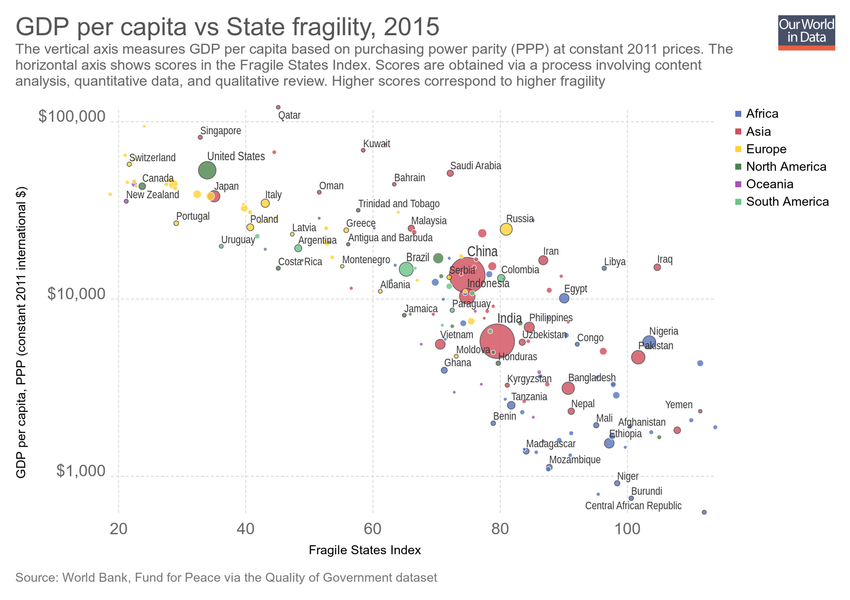 GDP per capita vs State fragility, 2015
Our World
in Data
The vertical axis measures GDP per capita based on purchasing power parity (PPP) at constant 2011 prices. The
horizontal axis shows scores in the Fragile States Index. Scores are obtained via a process involving content
analysis, quantitative data, and qualitative review. Higher scores correspond to higher fragility
$100,000
Qatar
Africa
Asia
Europe
North America
Oceania
South America
Singapore
Kuwait
Switzerland
United States
Saudi Arabia
Canada
Japan
Bahrain
New Zealand
Italy
Oman
Trinidad and Tobago
Portugal
Poland
Latvia
Greece
Malaysia
Russia
Uruguay
Argentina
Antigua and Barbuda
Costa Rica
Montenegro
Brazil
China
Iran
Serbia
Colombia
Libya
Iraq
Albania
Indonesia
Egypt
$10,000
Jamaica
Paraguay
India
Philippines
Vietnam
Uzbekistan
Congo
Nigeria
Moldova
Honduras
Pakistan
Ghana
Kyrgyzstan
Bangladesh
Tanzania
Nepal
Yemen
Benin
Mali
Afghanistan
Ethiopia
Madagascar
Mozambique
$1,000
Niger
Burundi
Central African Republic
20
40
60
80
100
GDP per capita, PPP (constant 2011 international $)
Fragile States Index
Source: World Bank, Fund for Peace via the Quality of Government dataset